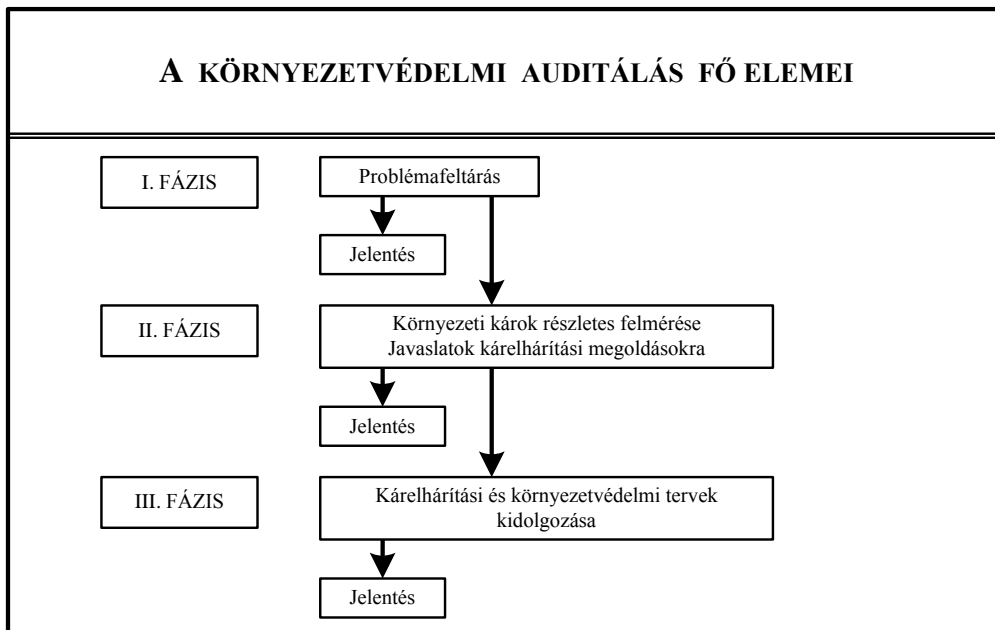 A KÖRNYEZETVÉDELMI AUDITÁLÁS FŐ ELEMEI
I. FÁZIS
Problémafeltárás
Jelentés
II. FÁZIS
Környezeti károk részletes felmérése
Javaslatok kárelhárítási megoldásokra
Jelentés
III. FÁZIS
Kárelhárítási és környezetvédelmi tervek
kidolgozása
Jelentés